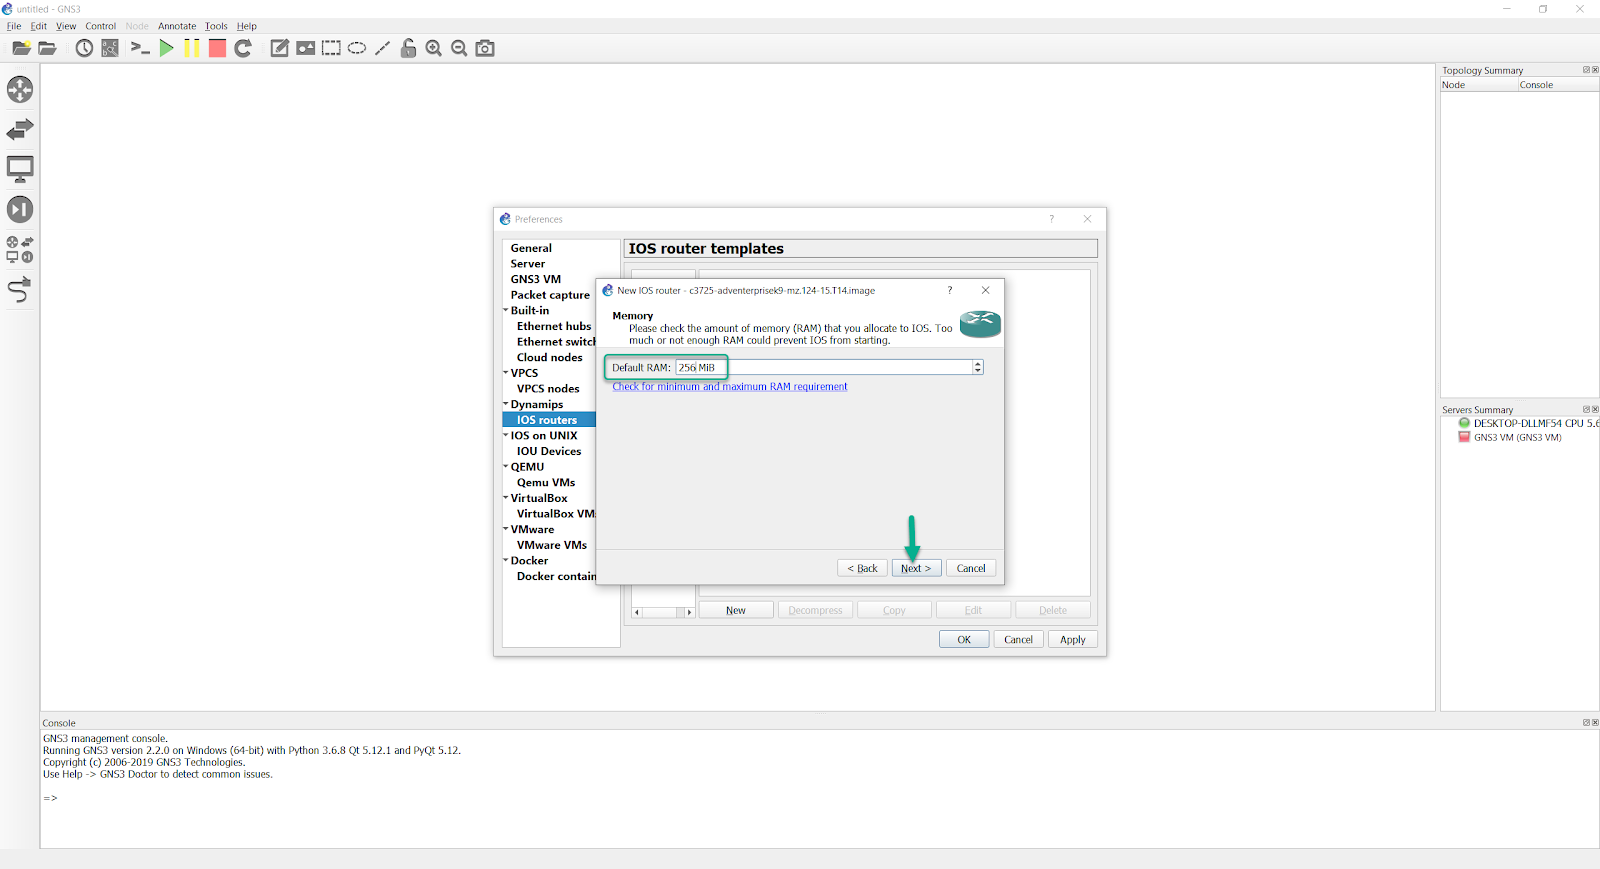 untitled - GNS3
File Edit View Control Node Annotate Tools Help
Topology Summary
Node Console
Preferences
General
Server
GNS3 VM
Packet capture
Built-in
Ethernet hubs
Ethernet switch
Cloud nodes
VPCS
VPCS nodes
Dynamips
IOS routers
IOS on UNIX
IOU Devices
QEMU
Qemu VMs
VirtualBox
VirtualBox VMs
VMware
VMware VMs
Docker
Docker contain
IOS router templates
New IOS router - c3725-adventerprisek9-mz.124-15.T14.image
Memory
Please check the amount of memory (RAM) that you allocate to IOS. Too
much or not enough RAM could prevent IOS from starting.
Default RAM: 256 MiB
Check for minimum and maximum RAM requirement
< Back Next > Cancel
New Decompress Copy Edit Delete
OK Cancel Apply
Servers Summary
DESKTOP-DLLMF54 CPU 5.6
GNS3 VM (GNS3 VM)
Console
GNS3 management console.
Running GNS3 version 2.2.0 on Windows (64-bit) with Python 3.6.8 Qt 5.12.1 and PyQt 5.12.
Copyright (c) 2006-2019 GNS3 Technologies.
Use Help -> GNS3 Doctor to detect common issues.
=>